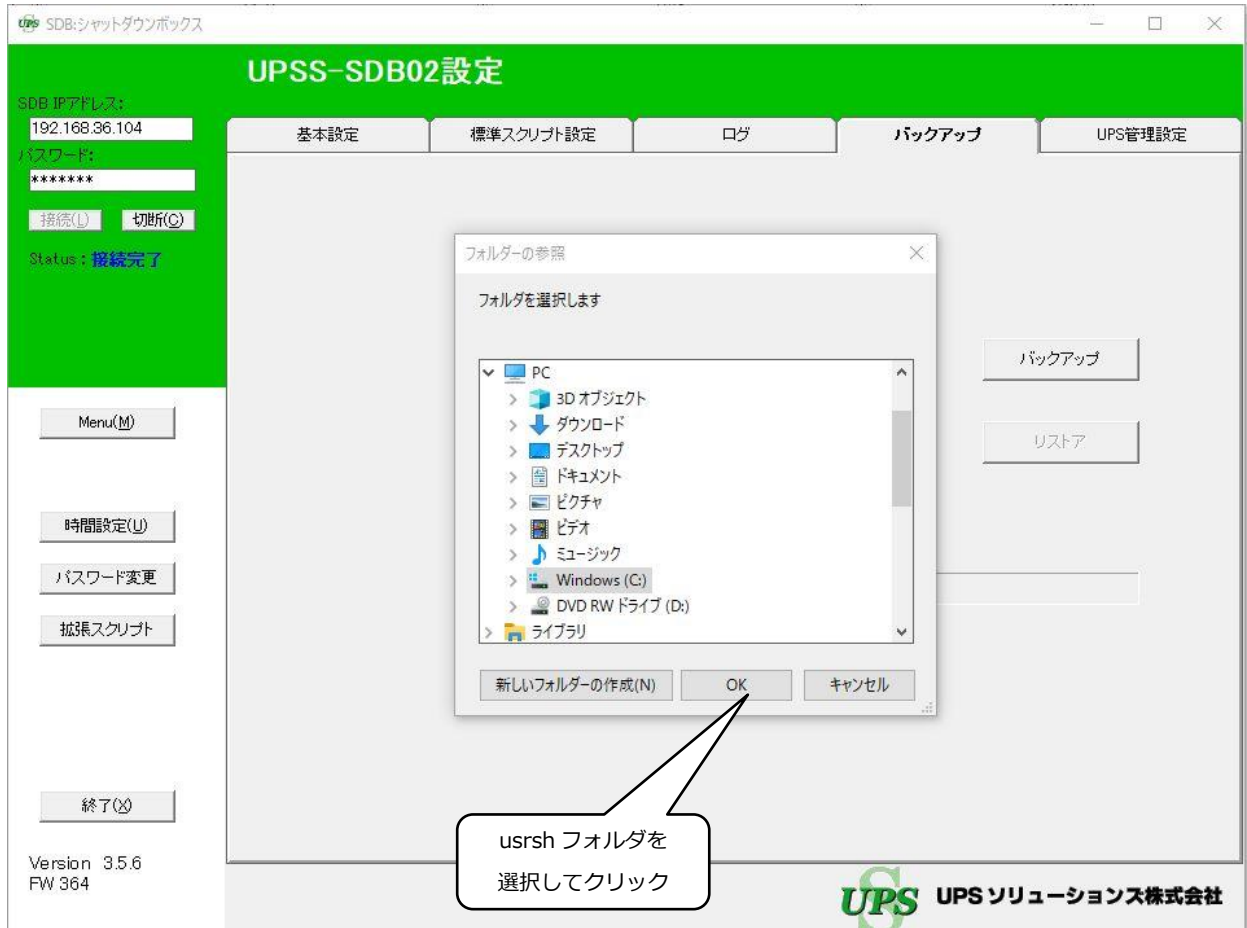 SDB:シャットダウンボックス
UPSS-SDB02設定
SDB IPアドレス:
192.168.36.104
パスワード:
*******
接続(L) 切断(C)
Status:接続完了
基本設定 標準スクリプト設定 ログ バックアップ UPS管理設定
フォルダーの参照
フォルダを選択します
PC
3D オブジェクト
ダウンロード
デスクトップ
ドキュメント
ピクチャ
ビデオ
ミュージック
Windows (C:)
DVD RW ドライブ (D:)
ライブラリ
新しいフォルダーの作成(N) OK キャンセル
バックアップ
リストア
Menu(M)
時間設定(U)
パスワード変更
拡張スクリプト
終了(X)
Version 3.5.6
FW 364
usrsh フォルダを
選択してクリック
UPS UPSソリューションズ株式会社